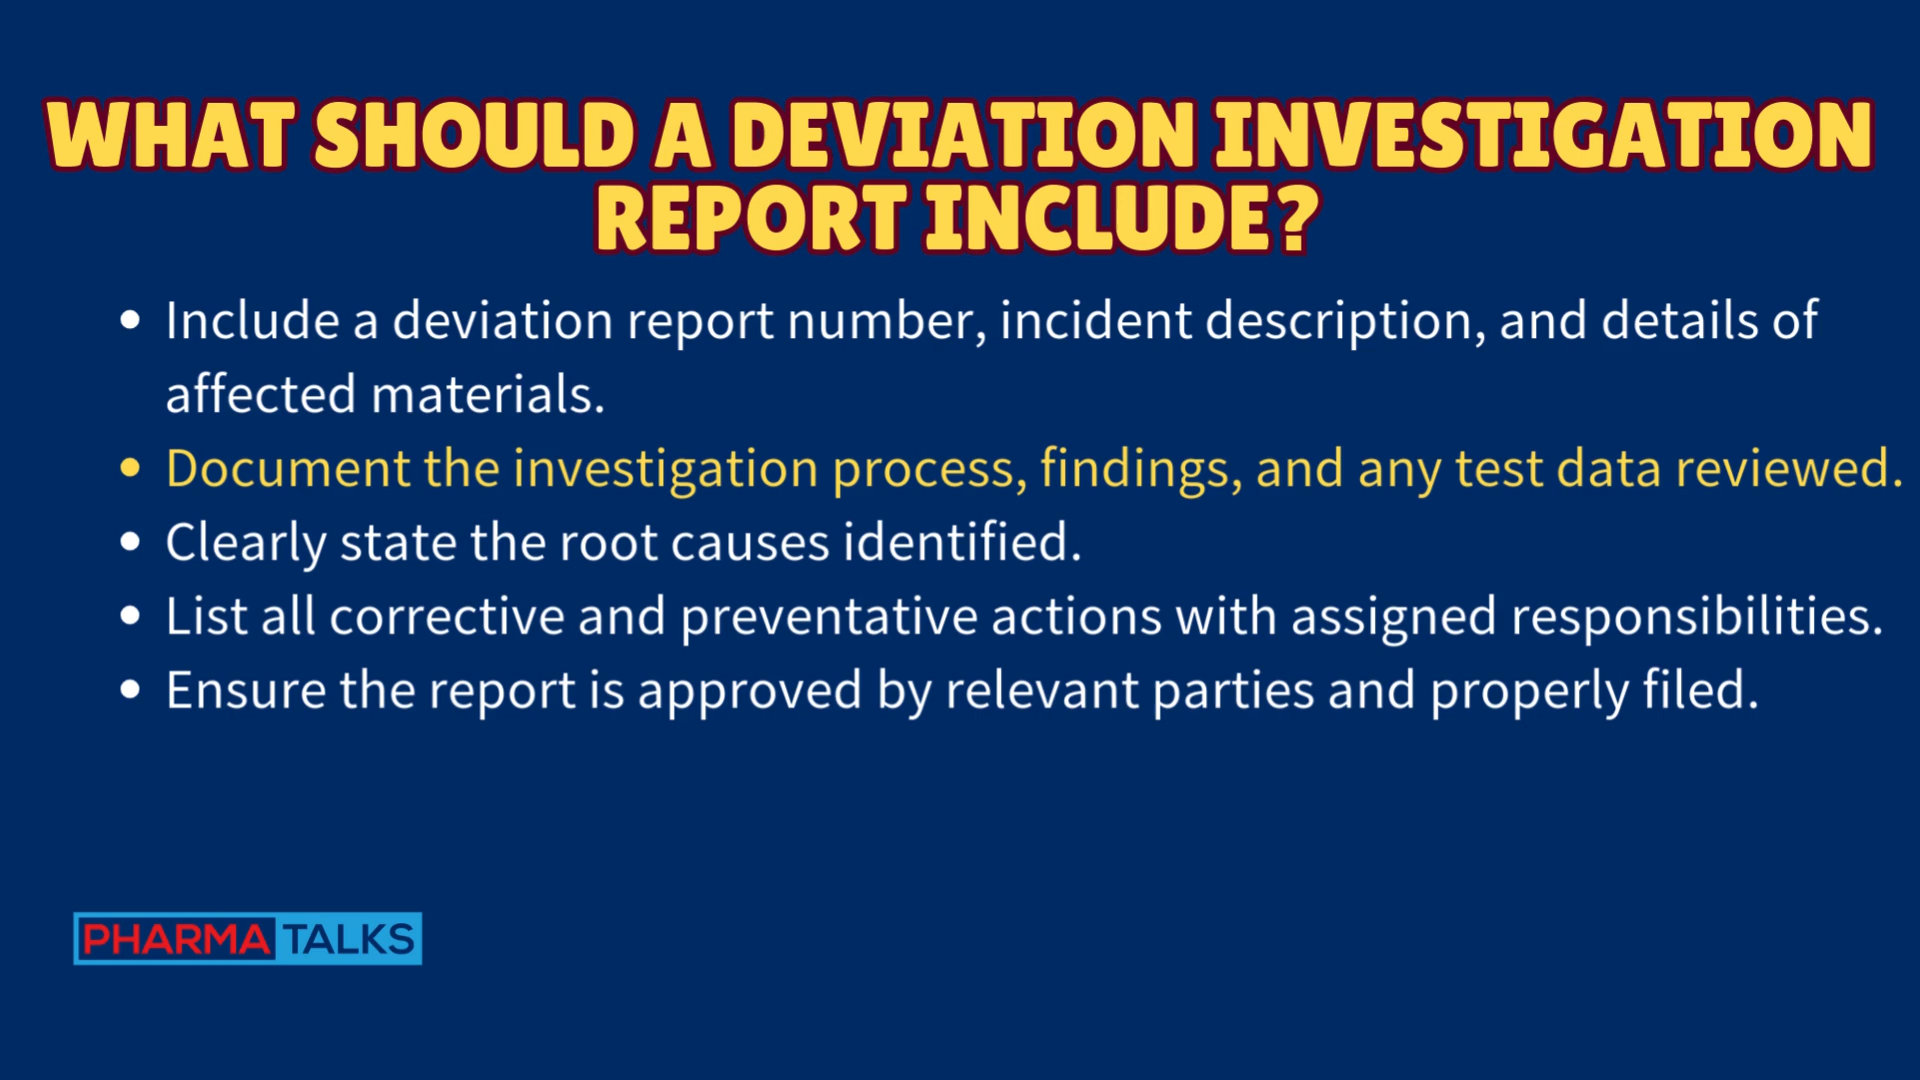 WHAT SHOULD A DEVIATION INVESTIGATION
REPORT INCLUDE?
• Include a deviation report number, incident description, and details of
affected materials.
• Document the investigation process, findings, and any test data reviewed.
• Clearly state the root causes identified.
• List all corrective and preventative actions with assigned responsibilities.
• Ensure the report is approved by relevant parties and properly filed.
PHARMA TALKS